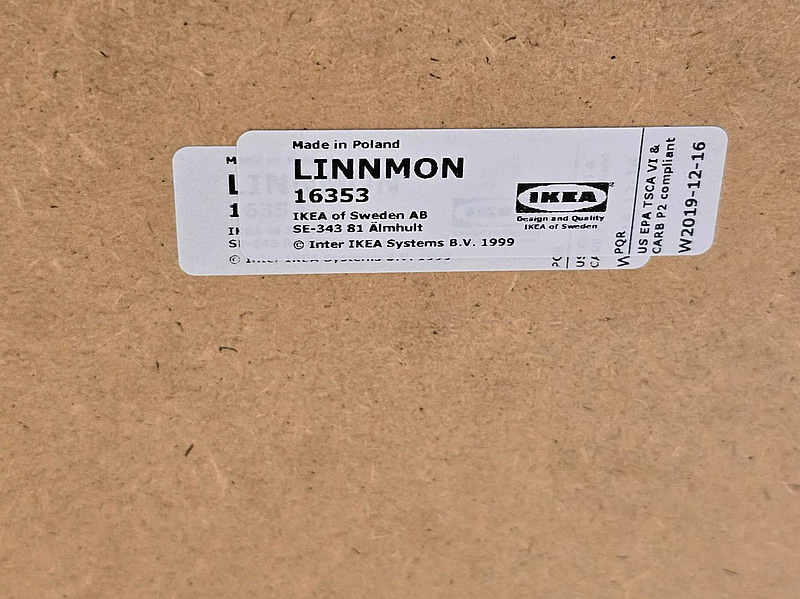 Made in Poland
LINNMON
16353
IKEA of Sweden AB
SE-343 81 Älmhult
© Inter IKEA Systems B.V. 1999
IKEA
Design and Quality
IKEA of Sweden
PQR
US EPA TSCA VI &
CARB P2 compliant
W2019-12-16